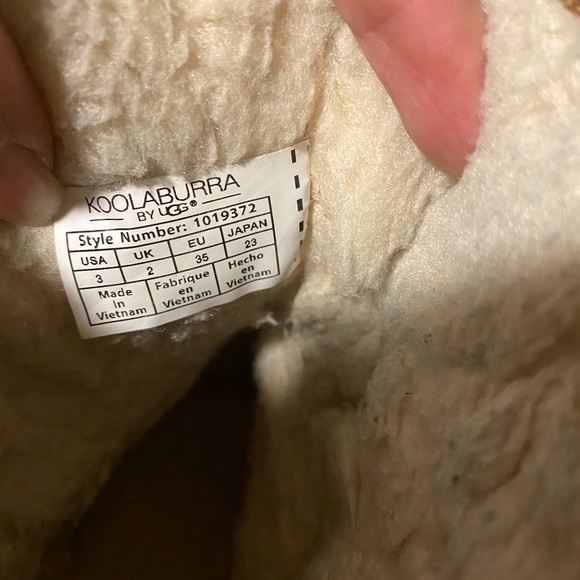 KOOLABURRA
BY UGG®
Style Number: 1019372
USA UK EU JAPAN
3 2 35 23
Made in Vietnam Fabrique en Vietnam Hecho en Vietnam